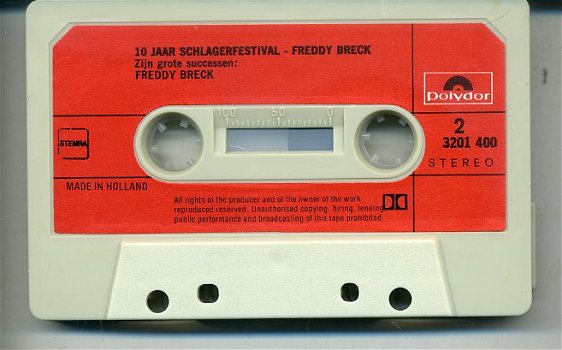 10 JAAR SCHLAGERFESTIVAL - FREDDY BRECK
Zijn grote successen:
FREDDY BRECK
polydor
100 50 0
2
3201 400
STEREO
STEMRA
MADE IN HOLLAND
All rights of the producer and of the owner of the work
reproduced reserved. Unauthorised copying, hiring, lending,
public performance and broadcasting of this tape prohibited.